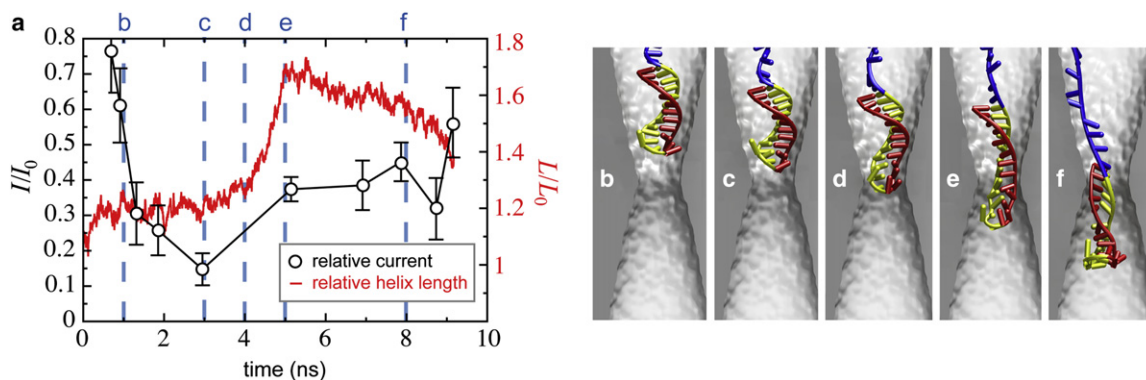 a
b c d e f
0.8 1.8
0.7
0.6 1.6
0.5
I/I0 0.4 1.4 L/L0
0.3
0.2 1.2
0.1 1
0
relative current
relative helix length
0 2 4 6 8 10
time (ns)
b c d e f